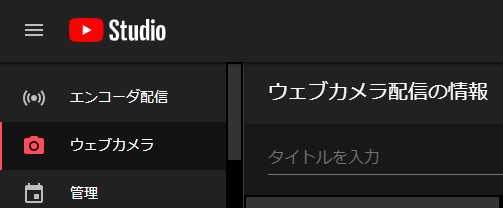 Studio
エンコーダ配信
ウェブカメラ
管理
ウェブカメラ配信の情報
タイトルを入力